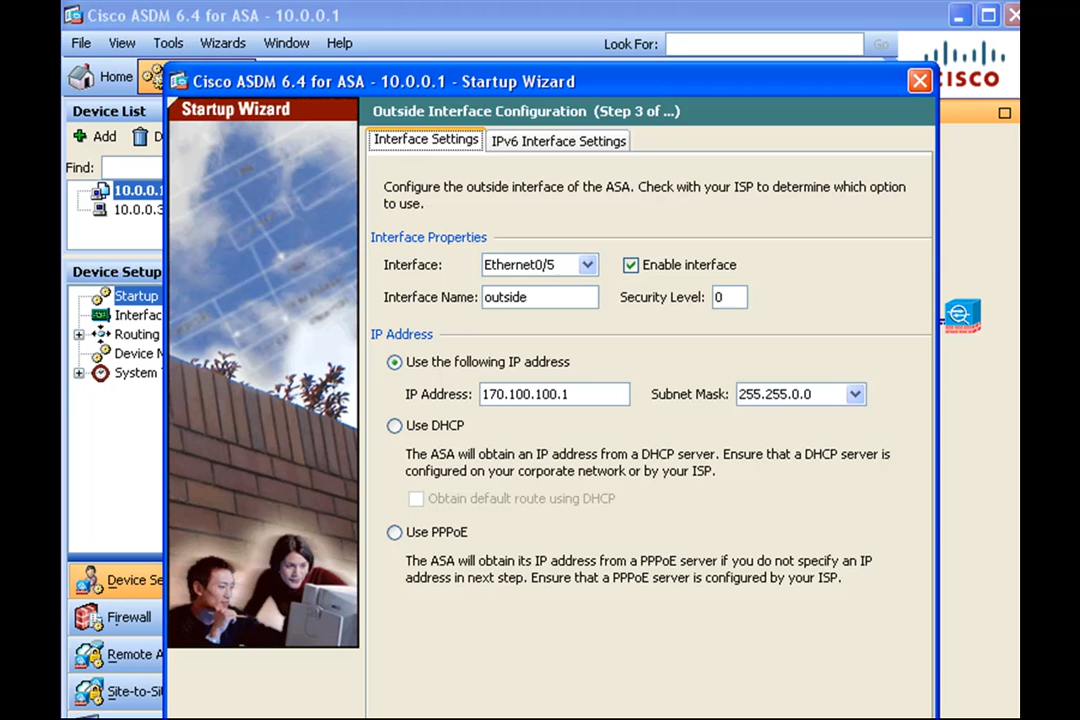 Cisco ASDM 6.4 for ASA - 10.0.0.1
File View Tools Wizards Window Help
Look For: Go
Home
CISCO
Cisco ASDM 6.4 for ASA - 10.0.0.1 - Startup Wizard
Device List
Add D
Find:
10.0.0.1
10.0.0.3
Device Setup
Startup
Interfac
Routing
Device N
System
Device Se
Firewall
Remote A
Site-to-Si
Startup Wizard
Outside Interface Configuration (Step 3 of ...)
Interface Settings IPv6 Interface Settings
Configure the outside interface of the ASA. Check with your ISP to determine which option
to use.
Interface Properties
Interface: Ethernet0/5 Enable interface
Interface Name: outside Security Level: 0
IP Address
Use the following IP address
IP Address: 170.100.100.1 Subnet Mask: 255.255.0.0
Use DHCP
The ASA will obtain an IP address from a DHCP server. Ensure that a DHCP server is
configured on your corporate network or by your ISP.
Obtain default route using DHCP
Use PPPoE
The ASA will obtain its IP address from a PPPoE server if you do not specify an IP
address in next step. Ensure that a PPPoE server is configured by your ISP.